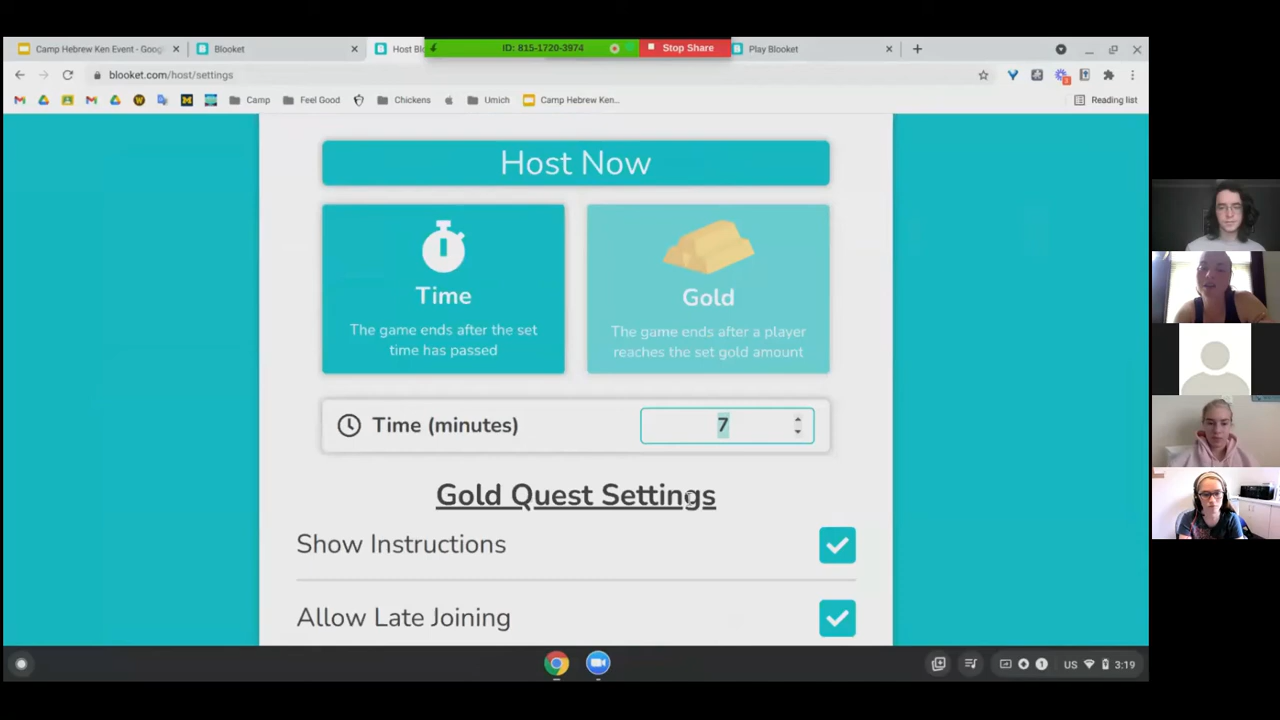 Camp Hebrew Ken Event - Goog
Blooket
Host Bl
ID: 815-1720-3974
Stop Share
Play Blooket
blooket.com/host/settings
Camp
Feel Good
Chickens
Umich
Camp Hebrew Ken...
Reading list
Host Now
Time
The game ends after the set
time has passed
Gold
The game ends after a player
reaches the set gold amount
Time (minutes)
7
Gold Quest Settings
Show Instructions
Allow Late Joining
US
3:19